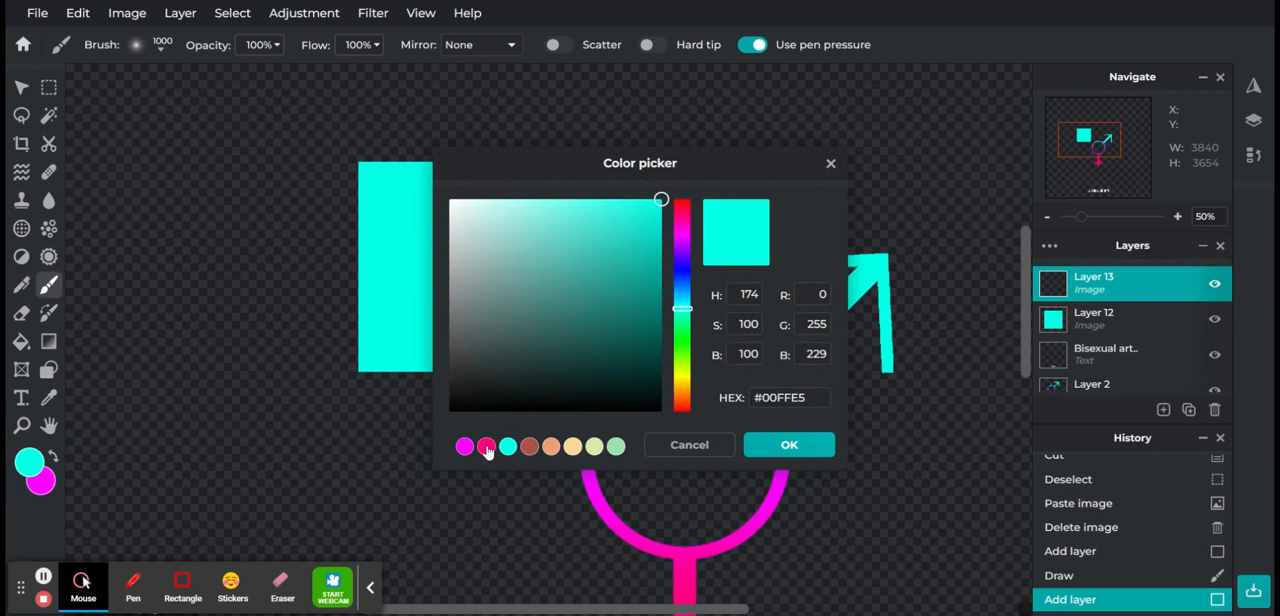 File Edit Image Layer Select Adjustment Filter View Help
Brush: 1000 Opacity: 100% Flow: 100% Mirror: None Scatter Hard tip Use pen pressure
Navigate
X:
Y:
W: 3840
H: 3654
- + 50%
Color picker
H: 174 R: 0
S: 100 G: 255
B: 100 B: 229
HEX: #00FFE5
Cancel OK
Layers
Layer 13
Image
Layer 12
Image
Bisexual art..
Text
Layer 2
History
Cut
Deselect
Paste image
Delete image
Add layer
Draw
Add layer
Mouse Pen Rectangle Stickers Eraser START
WEBCAM